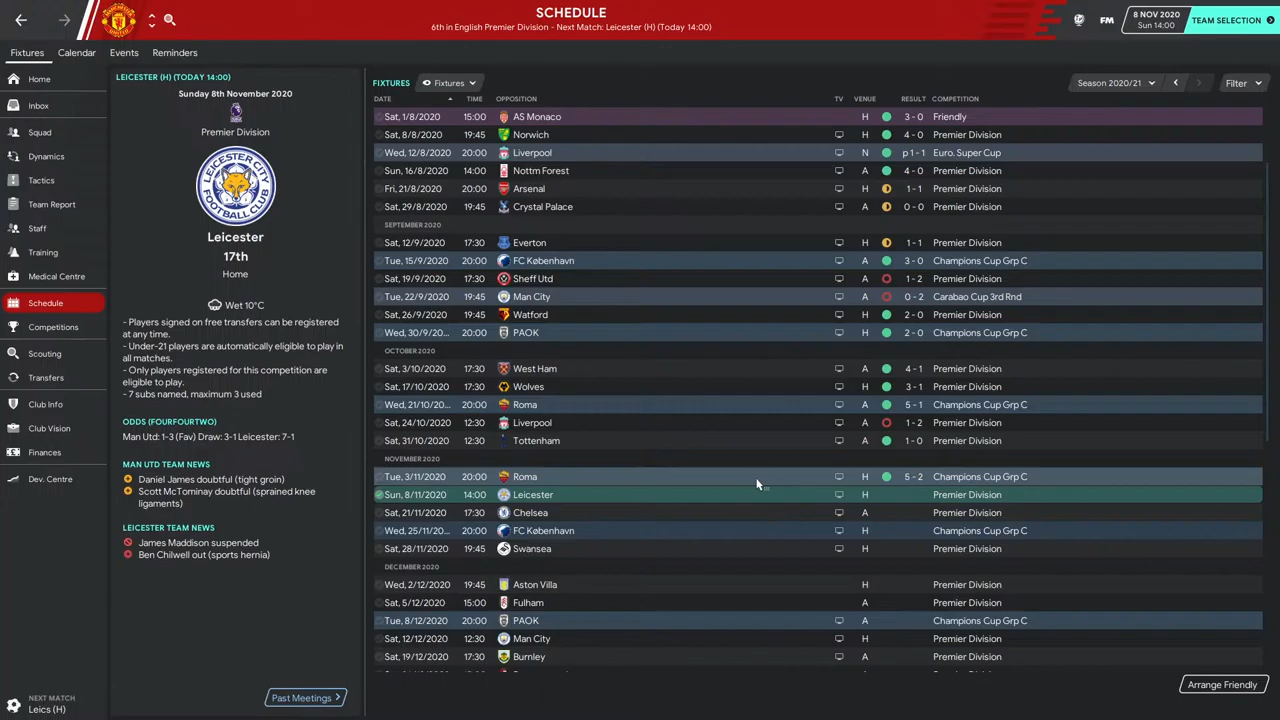 SCHEDULE
6th in English Premier Division - Next Match: Leicester (H) (Today 14:00)
FM
8 NOV 2020
Sun 14:00
TEAM SELECTION
Fixtures Calendar Events Reminders
Home
Inbox
Squad
Dynamics
Tactics
Team Report
Staff
Training
Medical Centre
Schedule
Competitions
Scouting
Transfers
Club Info
Club Vision
Finances
Dev. Centre
NEXT MATCH
Leics (H)
LEICESTER (H) (TODAY 14:00)
Sunday 8th November 2020
Premier Division
Leicester
17th
Home
Wet 10°C
- Players signed on free transfers can be registered
at any time.
- Under-21 players are automatically eligible to play in
all matches.
- Only players registered for this competition are
eligible to play.
- 7 subs named, maximum 3 used
ODDS (FOURFOURTWO)
Man Utd: 1-3 (Fav) Draw: 3-1 Leicester: 7-1
MAN UTD TEAM NEWS
Daniel James doubtful (tight groin)
Scott McTominay doubtful (sprained knee
ligaments)
LEICESTER TEAM NEWS
James Maddison suspended
Ben Chilwell out (sports hernia)
Past Meetings
FIXTURES Fixtures Season 2020/21 Filter
DATE TIME OPPOSITION TV VENUE RESULT COMPETITION
Sat, 1/8/2020 15:00 AS Monaco H 3 - 0 Friendly
Sat, 8/8/2020 19:45 Norwich H 4 - 0 Premier Division
Wed, 12/8/2020 20:00 Liverpool N p 1 - 1 Euro. Super Cup
Sun, 16/8/2020 14:00 Nottm Forest A 4 - 0 Premier Division
Fri, 21/8/2020 20:00 Arsenal H 1 - 1 Premier Division
Sat, 29/8/2020 19:45 Crystal Palace A 0 - 0 Premier Division
SEPTEMBER 2020
Sat, 12/9/2020 17:30 Everton H 1 - 1 Premier Division
Tue, 15/9/2020 20:00 FC København A 3 - 0 Champions Cup Grp C
Sat, 19/9/2020 17:30 Sheff Utd A 1 - 2 Premier Division
Tue, 22/9/2020 19:45 Man City A 0 - 2 Carabao Cup 3rd Rnd
Sat, 26/9/2020 19:45 Watford H 2 - 0 Premier Division
Wed, 30/9/20... 20:00 PAOK H 2 - 0 Champions Cup Grp C
OCTOBER 2020
Sat, 3/10/2020 17:30 West Ham A 4 - 1 Premier Division
Sat, 17/10/2020 17:30 Wolves H 3 - 1 Premier Division
Wed, 21/10/20... 20:00 Roma A 5 - 1 Champions Cup Grp C
Sat, 24/10/2020 12:30 Liverpool A 1 - 2 Premier Division
Sat, 31/10/2020 12:30 Tottenham A 1 - 0 Premier Division
NOVEMBER 2020
Tue, 3/11/2020 20:00 Roma H 5 - 2 Champions Cup Grp C
Sun, 8/11/2020 14:00 Leicester H Premier Division
Sat, 21/11/2020 17:30 Chelsea A Premier Division
Wed, 25/11/20... 20:00 FC København H Champions Cup Grp C
Sat, 28/11/2020 19:45 Swansea H Premier Division
DECEMBER 2020
Wed, 2/12/2020 19:45 Aston Villa H Premier Division
Sat, 5/12/2020 15:00 Fulham A Premier Division
Tue, 8/12/2020 20:00 PAOK A Champions Cup Grp C
Sat, 12/12/2020 12:30 Man City H Premier Division
Sat, 19/12/2020 17:30 Burnley A Premier Division
Arrange Friendly